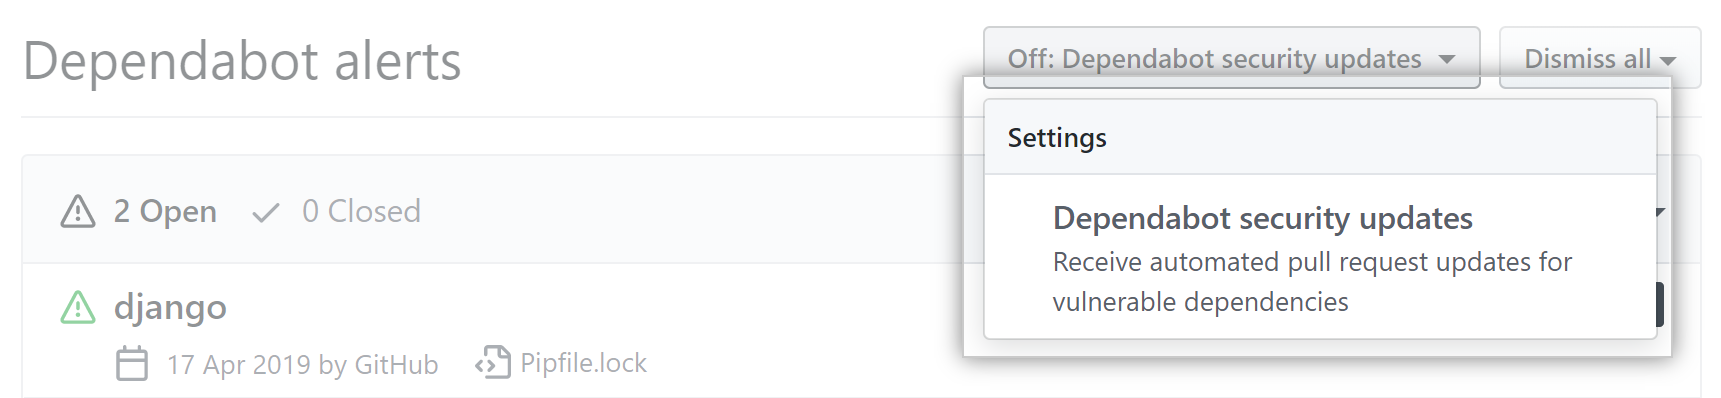 Dependabot alerts
Off: Dependabot security updates
Dismiss all
Settings
2 Open
0 Closed
Dependabot security updates
Receive automated pull request updates for
vulnerable dependencies
django
17 Apr 2019 by GitHub
Pipfile.lock